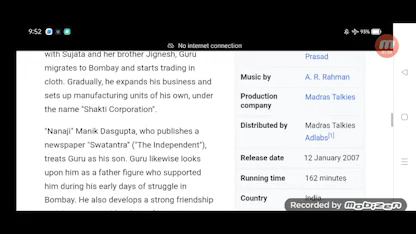 9:52
93%
No internet connection
with Sujata and her brother Jignesh, Guru
migrates to Bombay and starts trading in
cloth. Gradually, he expands his business and
sets up manufacturing units of his own, under
the name "Shakti Corporation".
"Nanaji" Manik Dasgupta, who publishes a
newspaper "Swatantra" ("The Independent"),
treats Guru as his son. Guru likewise looks
upon him as a father figure who supported
him during his early days of struggle in
Bombay. He also develops a strong friendship
Prasad
Music by A. R. Rahman
Production company Madras Talkies
Distributed by Madras Talkies
Adlabs[1]
Release date 12 January 2007
Running time 162 minutes
Country India
Recorded by Mobizen